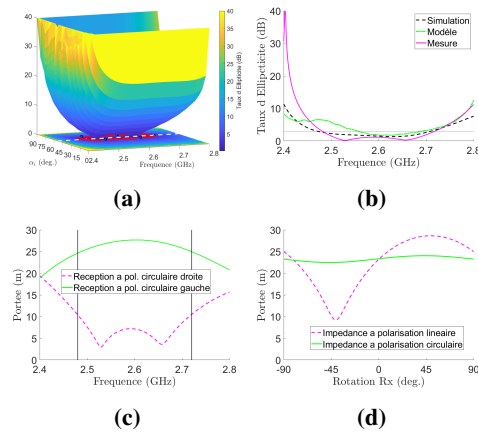 40
30
20
10
0
90
75
60
45
30
15
0
α_i (deg.)
2.4
2.5
2.6
2.7
2.8
Frequence (GHz)
40
35
30
25
20
15
10
5
Taux d Ellipticite (dB)
(a)
40
30
20
10
0
Taux d Ellipcticite (dB)
Simulation
Modèle
Mesure
2.4 2.5 2.6 2.7 2.8
Frequence (GHz)
(b)
30
25
20
15
10
5
0
Portee (m)
Reception a pol. circulaire droite
Reception a pol. circulaire gauche
2.4 2.5 2.6 2.7 2.8
Frequence (GHz)
(c)
30
25
20
15
10
5
0
Portee (m)
Impedance a polarisation lineaire
Impedance a polarisation circulaire
-90 -45 0 45 90
Rotation Rx (deg.)
(d)